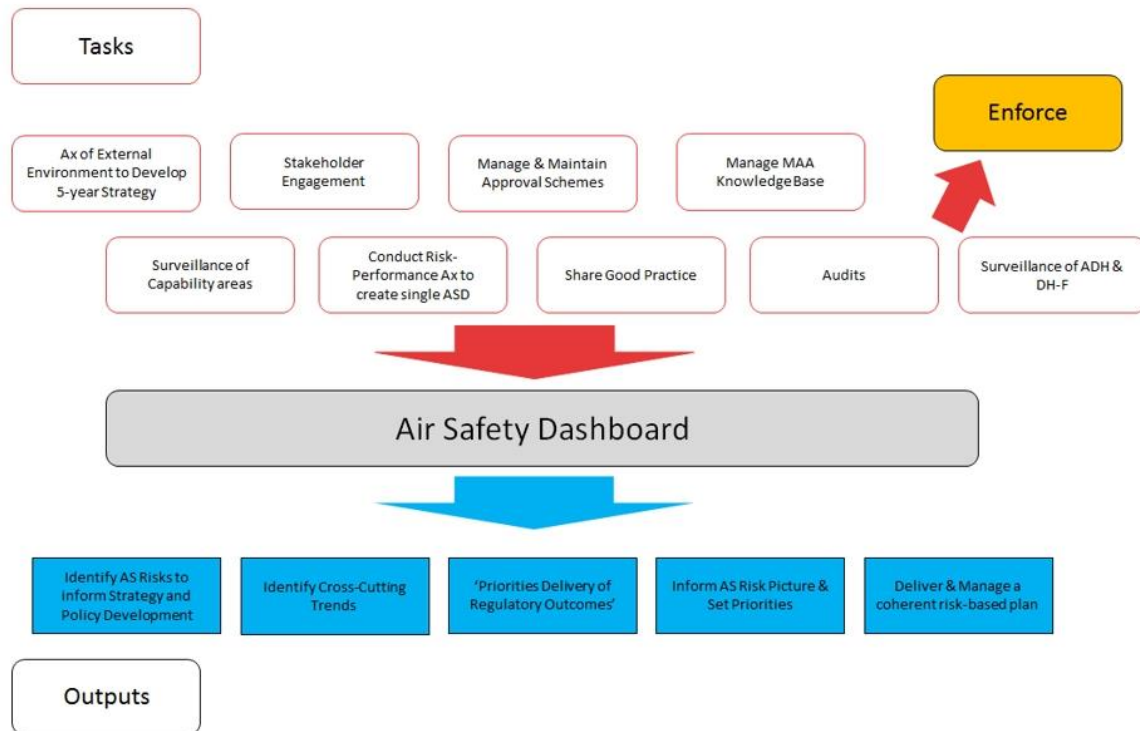 Tasks
Enforce
Ax of External
Environment to Develop
5-year Strategy
Stakeholder
Engagement
Manage & Maintain
Approval Schemes
Manage MAA
Knowledge Base
Surveillance of
Capability areas
Conduct Risk-
Performance Ax to
create single ASD
Share Good Practice
Audits
Surveillance of ADH &
DH-F
Air Safety Dashboard
Identify AS Risks to
inform Strategy and
Policy Development
Identify Cross-Cutting
Trends
'Priorities Delivery of
Regulatory Outcomes'
Inform AS Risk Picture &
Set Priorities
Deliver & Manage a
coherent risk-based plan
Outputs